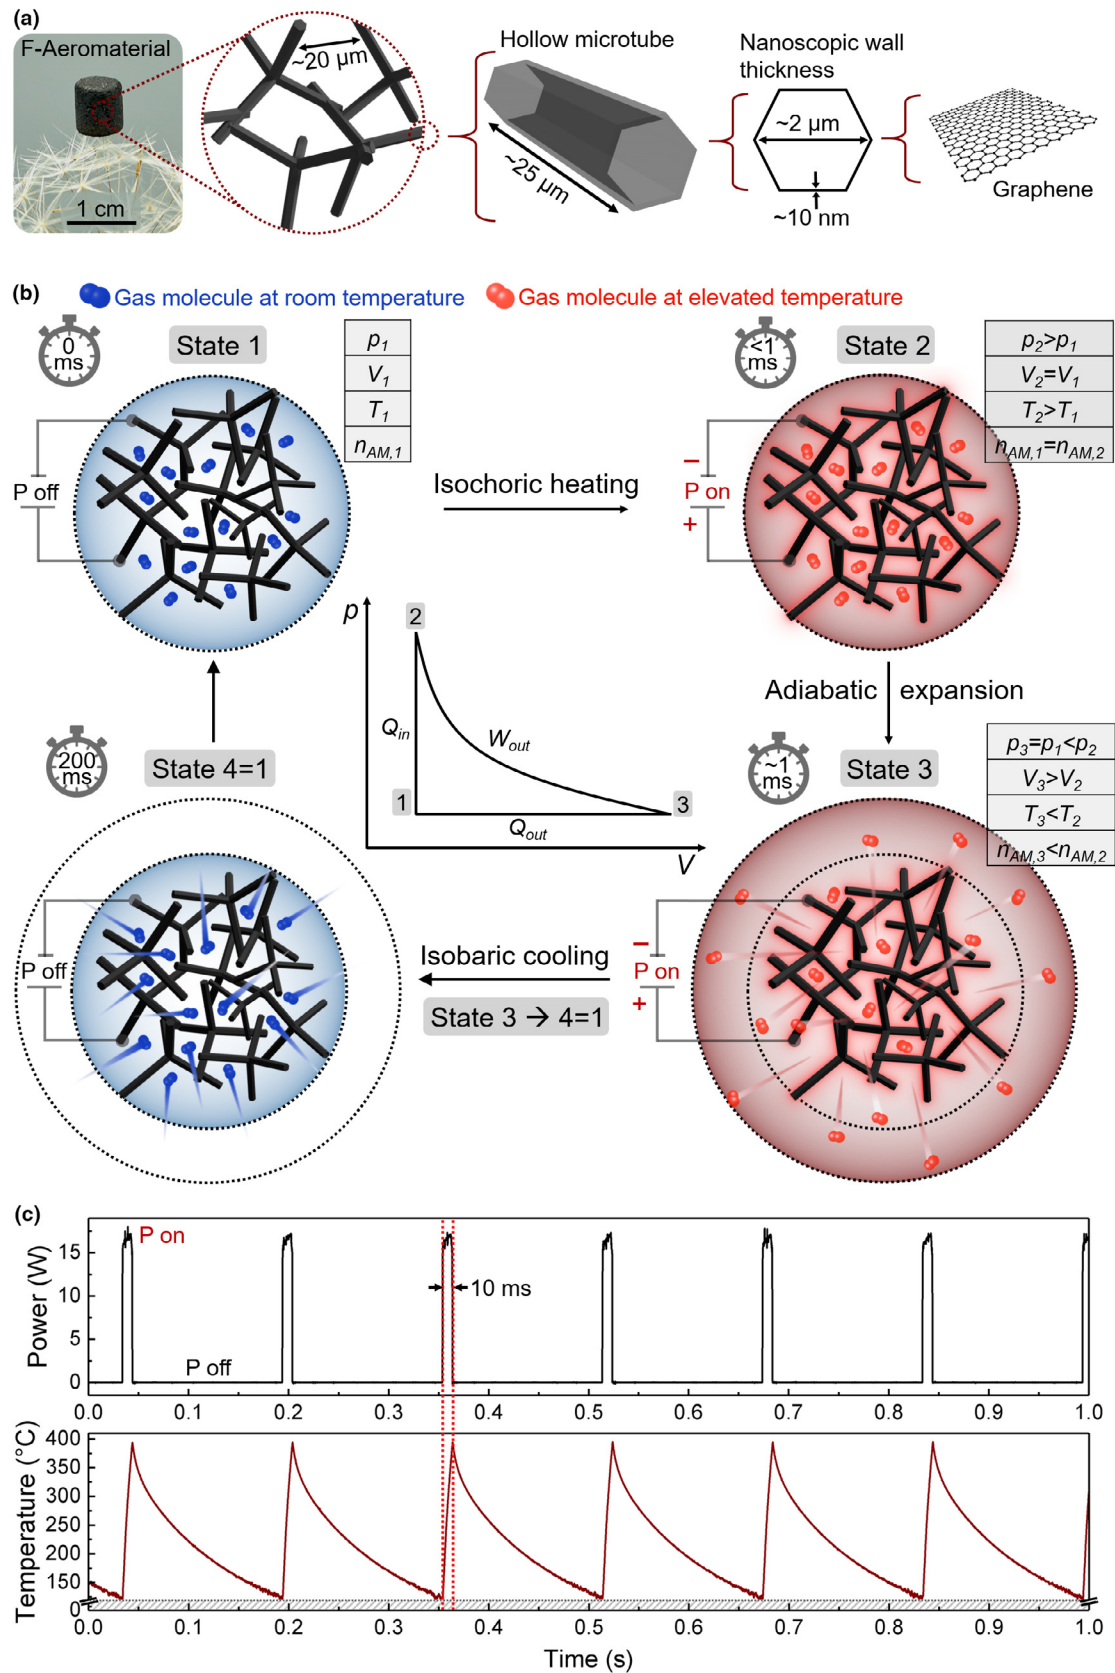 (a)
F-Aeromaterial
1 cm
~20 µm
Hollow microtube
~25 µm
Nanoscopic wall
thickness
~2 µm
~10 nm
Graphene
(b)
Gas molecule at room temperature
Gas molecule at elevated temperature
0
ms
State 1
p1
V1
T1
nAM,1
P off
Isochoric heating
<1
ms
State 2
p2>p1
V2=V1
T2>T1
nAM,1=nAM,2
−
P on
+
p
2
Qin
Wout
1
3
Qout
V
Adiabatic expansion
200
ms
State 4=1
P off
~1
ms
State 3
p3=p1<p2
V3>V2
T3<T2
nAM,3<nAM,2
−
P on
+
Isobaric cooling
State 3 → 4=1
(c)
P on
10 ms
P off
Power (W)
15
10
5
0
0.0 0.1 0.2 0.3 0.4 0.5 0.6 0.7 0.8 0.9 1.0
Temperature (°C)
400
350
300
250
200
150
0
0.0 0.1 0.2 0.3 0.4 0.5 0.6 0.7 0.8 0.9 1.0
Time (s)